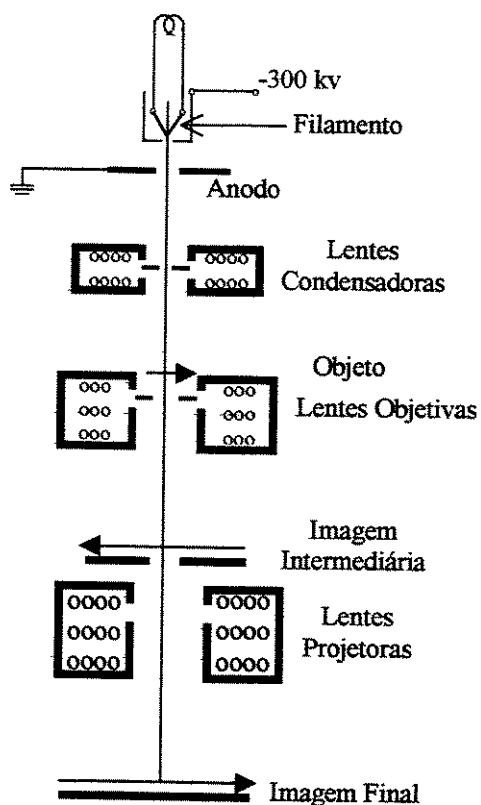 -300 kv
Filamento
Anodo
Lentes
Condensadoras
Objeto
Lentes Objetivas
Imagem
Intermediária
Lentes
Projetoras
Imagem Final